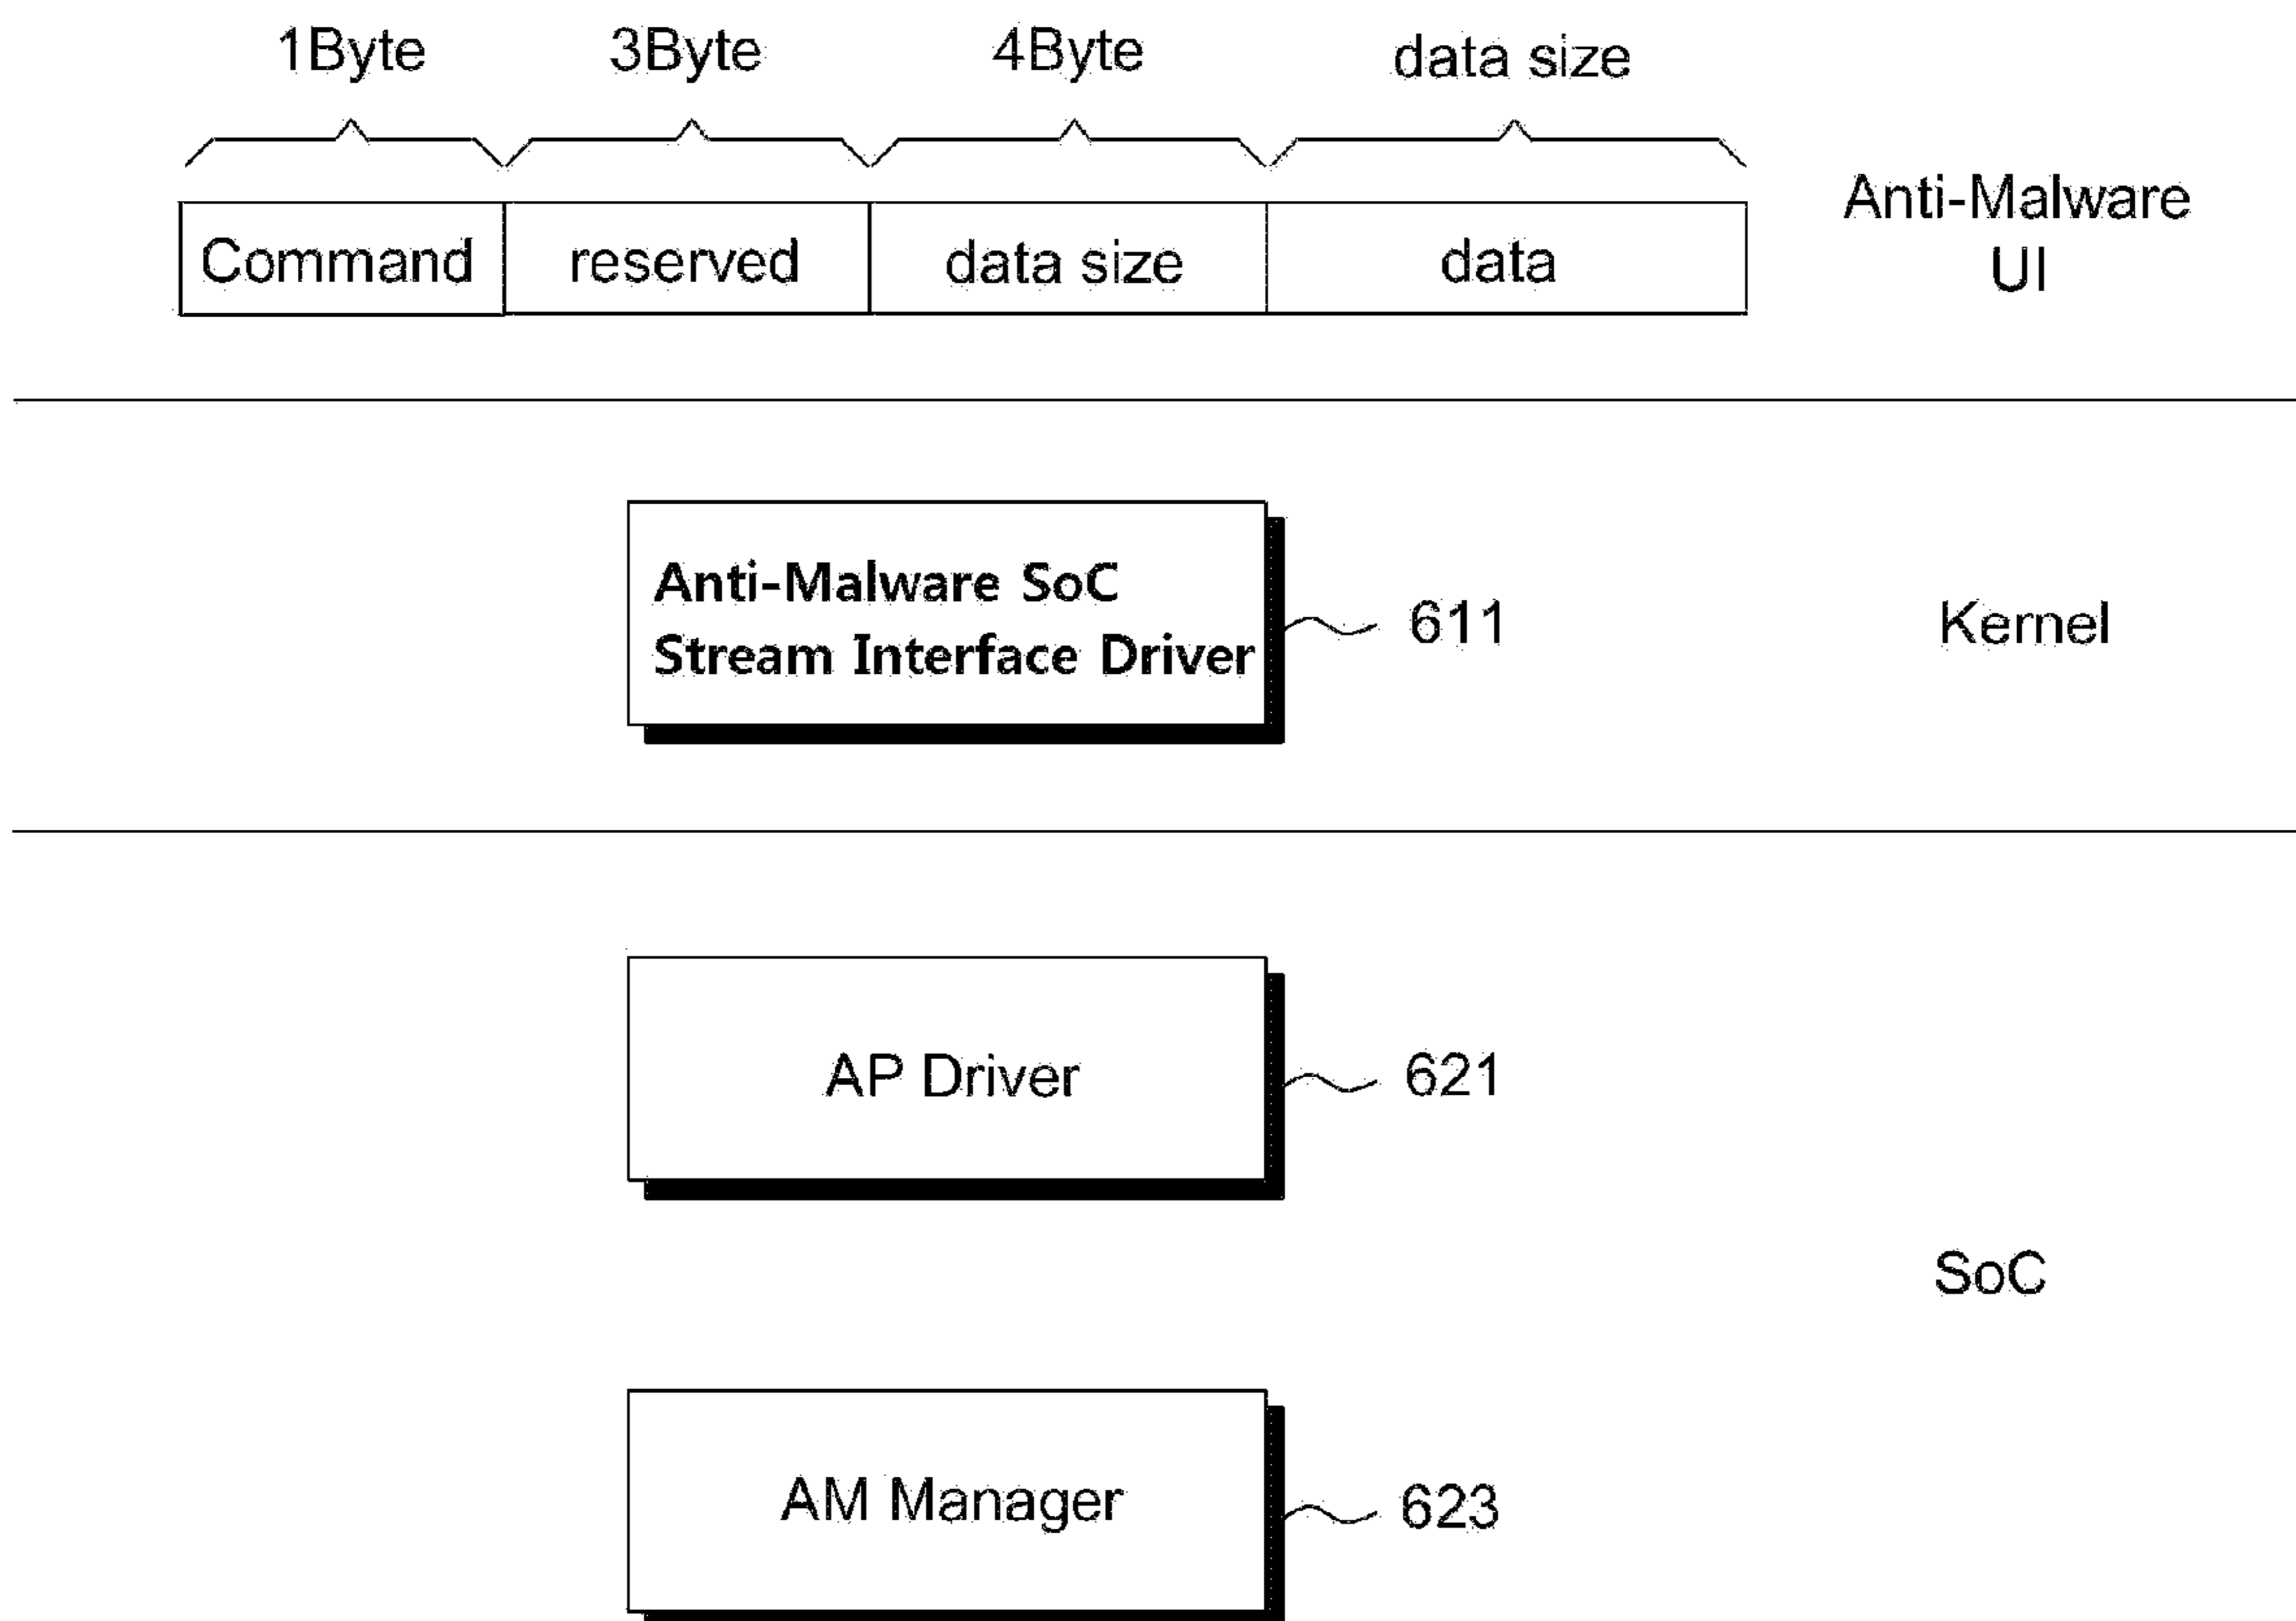 1Byte 3Byte 4Byte data size
Command reserved data size data
Anti-Malware
UI
Anti-Malware SoC
Stream Interface Driver
611
Kernel
AP Driver
621
SoC
AM Manager
623